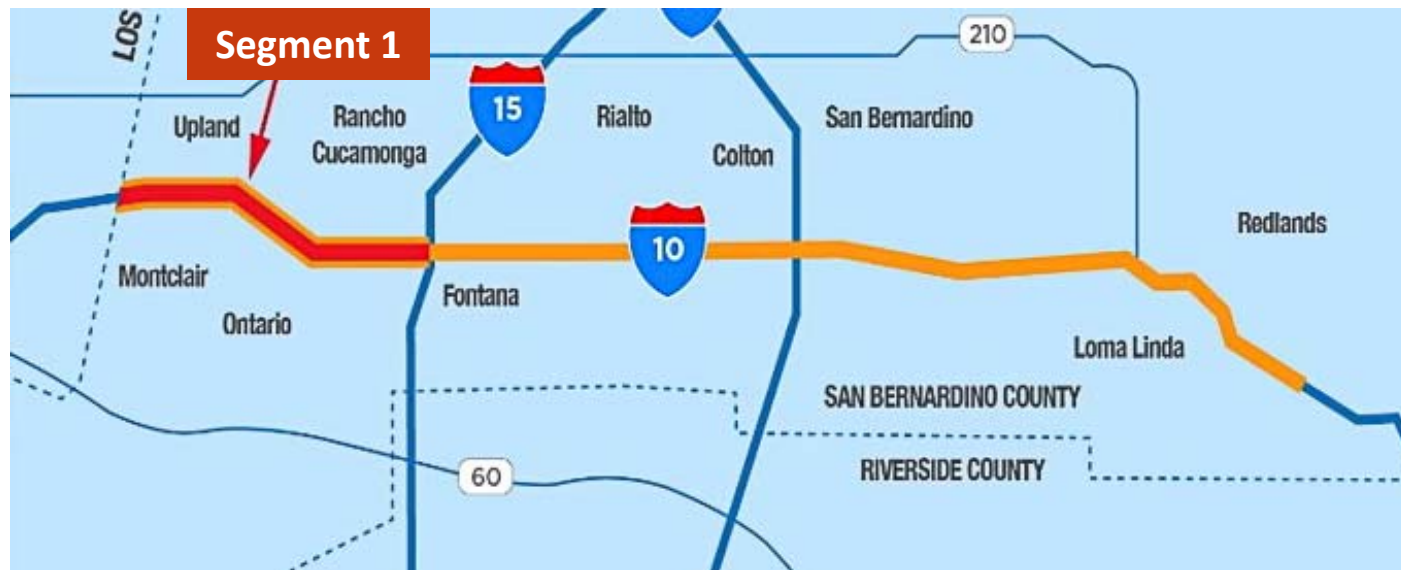 LOS
Segment 1
210
Upland
Rancho
Cucamonga
15
Rialto
Colton
San Bernardino
Redlands
10
Montclair
Ontario
Fontana
Loma Linda
SAN BERNARDINO COUNTY
RIVERSIDE COUNTY
60